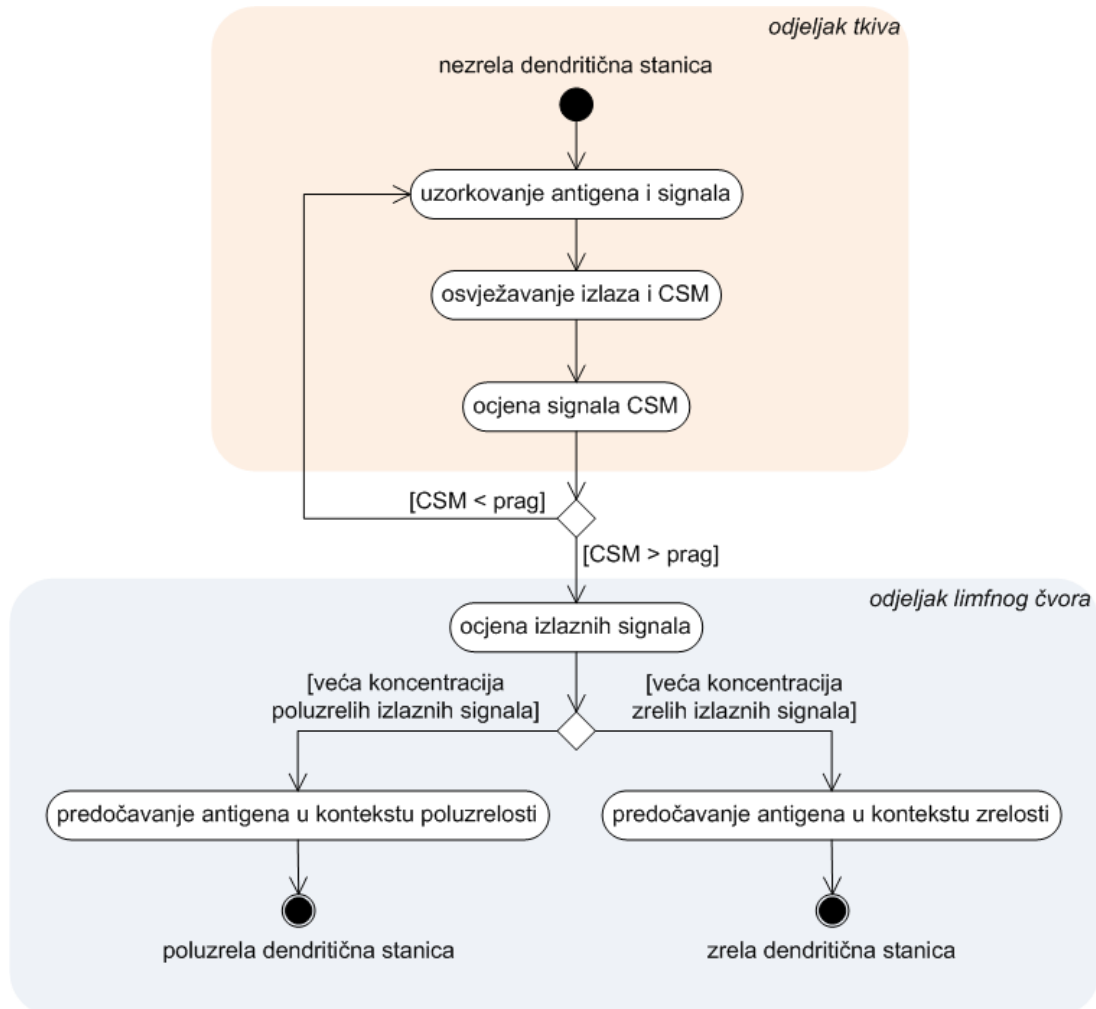 odjeljak tkiva
nezrela dendritična stanica
uzorkovanje antigena i signala
osvježavanje izlaza i CSM
ocjena signala CSM
[CSM < prag]
[CSM > prag]
odjeljak limfnog čvora
ocjena izlaznih signala
[veća koncentracija
poluzrelih izlaznih signala]
[veća koncentracija
zrelih izlaznih signala]
predočavanje antigena u kontekstu poluzrelosti
predočavanje antigena u kontekstu zrelosti
poluzrela dendritična stanica
zrela dendritična stanica